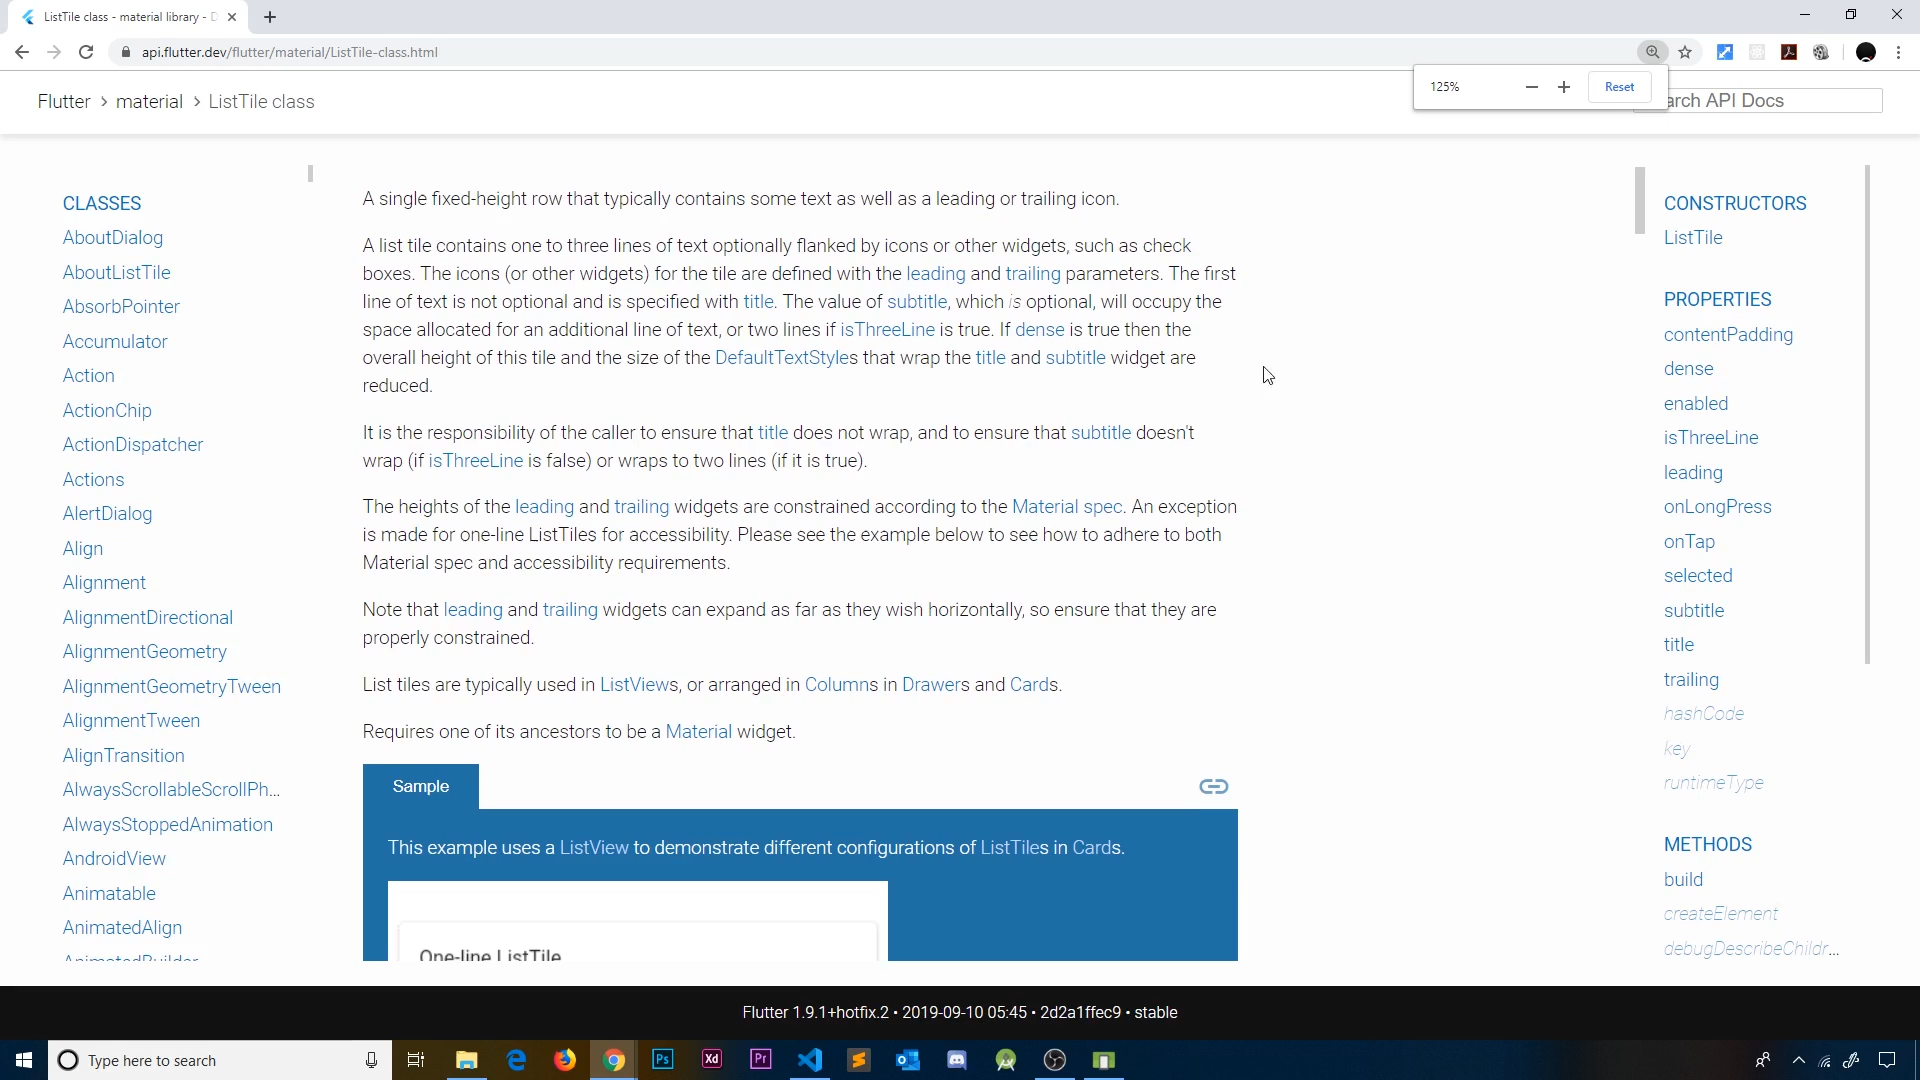 ListTile class - material library - D
api.flutter.dev/flutter/material/ListTile-class.html
125%
Reset
Flutter > material > ListTile class
arch API Docs
CLASSES
AboutDialog
AboutListTile
AbsorbPointer
Accumulator
Action
ActionChip
ActionDispatcher
Actions
AlertDialog
Align
Alignment
AlignmentDirectional
AlignmentGeometry
AlignmentGeometryTween
AlignmentTween
AlignTransition
AlwaysScrollableScrollPh...
AlwaysStoppedAnimation
AndroidView
Animatable
AnimatedAlign
AnimatedBuilder
A single fixed-height row that typically contains some text as well as a leading or trailing icon.
A list tile contains one to three lines of text optionally flanked by icons or other widgets, such as check
boxes. The icons (or other widgets) for the tile are defined with the leading and trailing parameters. The first
line of text is not optional and is specified with title. The value of subtitle, which is optional, will occupy the
space allocated for an additional line of text, or two lines if isThreeLine is true. If dense is true then the
overall height of this tile and the size of the DefaultTextStyles that wrap the title and subtitle widget are
reduced.
It is the responsibility of the caller to ensure that title does not wrap, and to ensure that subtitle doesn't
wrap (if isThreeLine is false) or wraps to two lines (if it is true).
The heights of the leading and trailing widgets are constrained according to the Material spec. An exception
is made for one-line ListTiles for accessibility. Please see the example below to see how to adhere to both
Material spec and accessibility requirements.
Note that leading and trailing widgets can expand as far as they wish horizontally, so ensure that they are
properly constrained.
List tiles are typically used in ListViews, or arranged in Columns in Drawers and Cards.
Requires one of its ancestors to be a Material widget.
Sample
This example uses a ListView to demonstrate different configurations of ListTiles in Cards.
One-line ListTile
CONSTRUCTORS
ListTile
PROPERTIES
contentPadding
dense
enabled
isThreeLine
leading
onLongPress
onTap
selected
subtitle
title
trailing
hashCode
key
runtimeType
METHODS
build
createElement
debugDescribeChildr...
Flutter 1.9.1+hotfix.2 • 2019-09-10 05:45 • 2d2a1ffec9 • stable
Type here to search
Ps
Xd
Pr